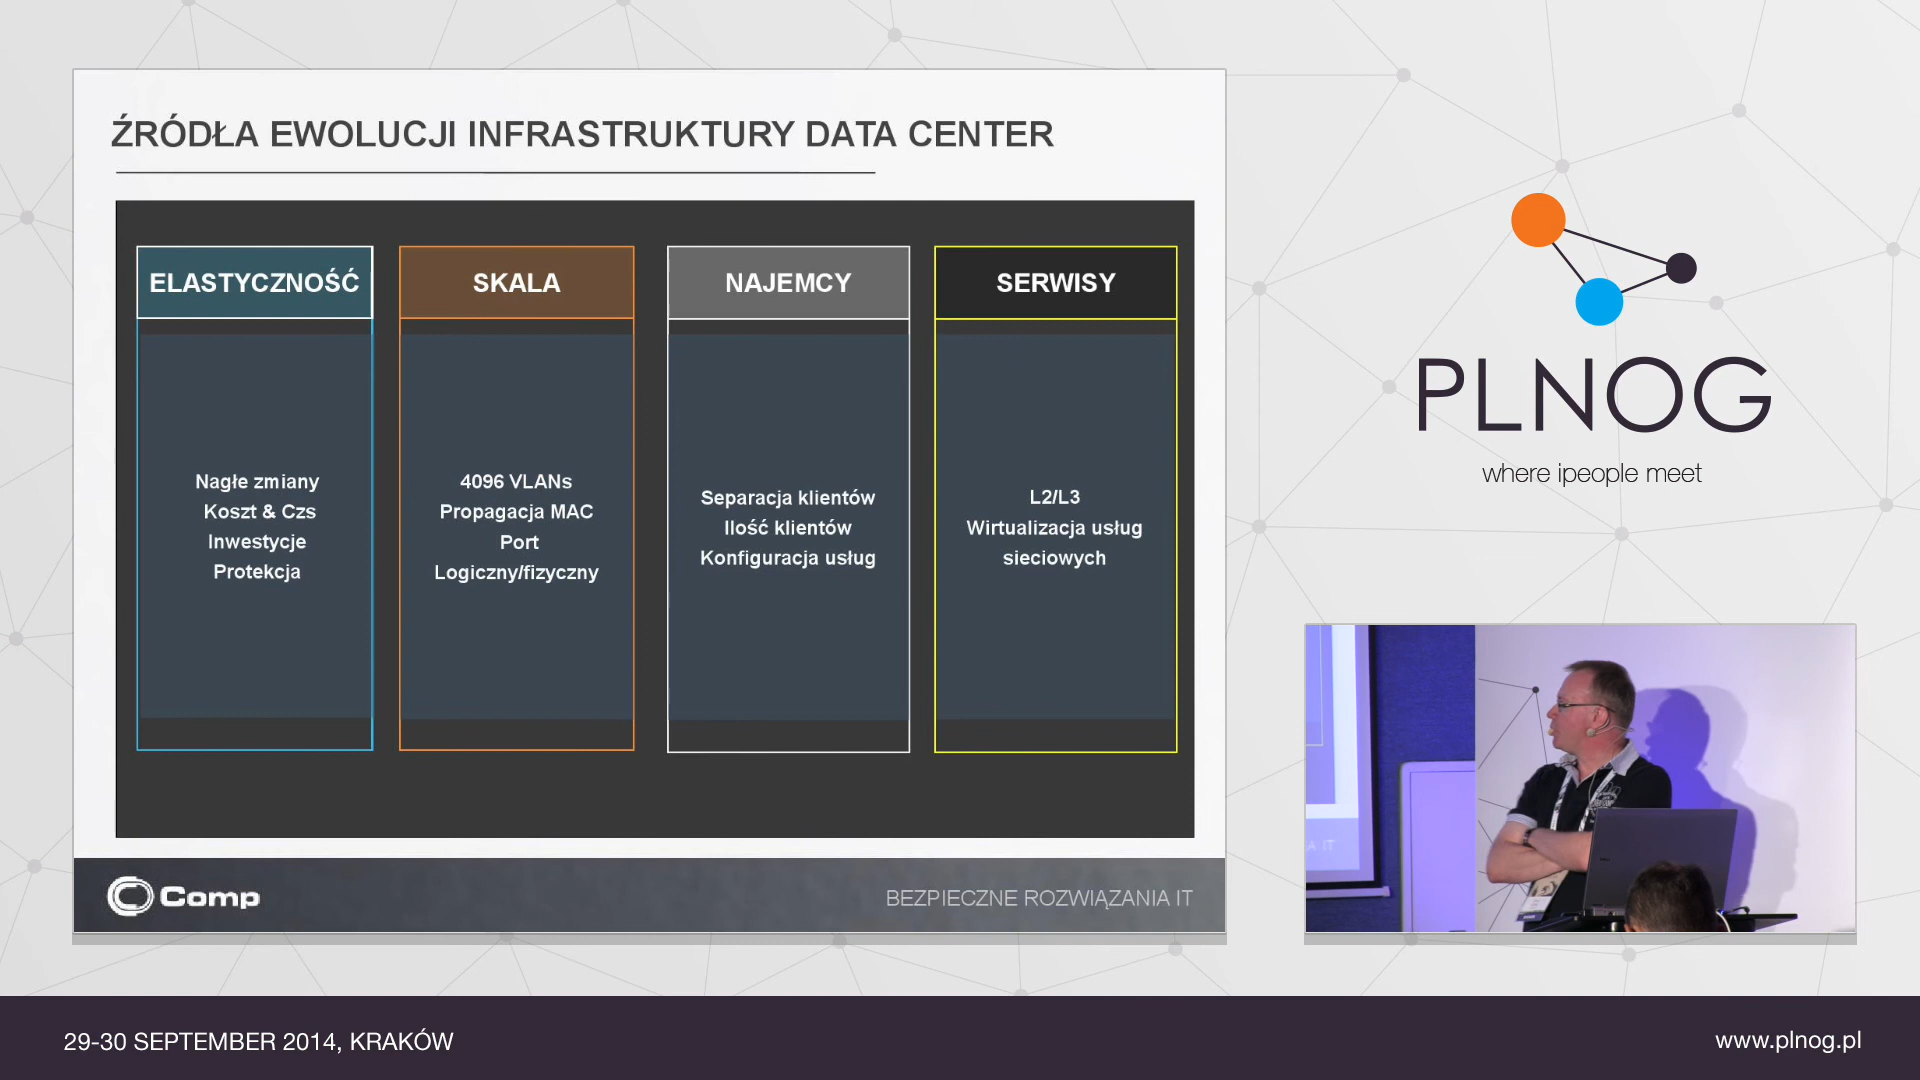 ŹRÓDŁA EWOLUCJI INFRASTRUKTURY DATA CENTER
ELASTYCZNOŚĆ
Nagłe zmiany
Koszt & Czs
Inwestycje
Protekcja
SKALA
4096 VLANs
Propagacja MAC
Port
Logiczny/fizyczny
NAJEMCY
Separacja klientów
Ilość klientów
Konfiguracja usług
SERWISY
L2/L3
Wirtualizacja usług
sieciowych
Comp
BEZPIECZNE ROZWIĄZANIA IT
PLNOG
where ipeople meet
A IT
29-30 SEPTEMBER 2014, KRAKÓW
www.plnog.pl